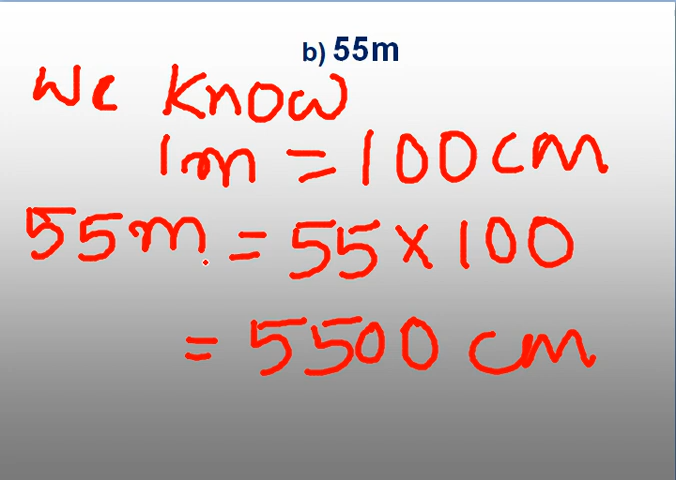 b) 55m
We know
1m = 100cm
55m = 55 × 100
= 5500 cm